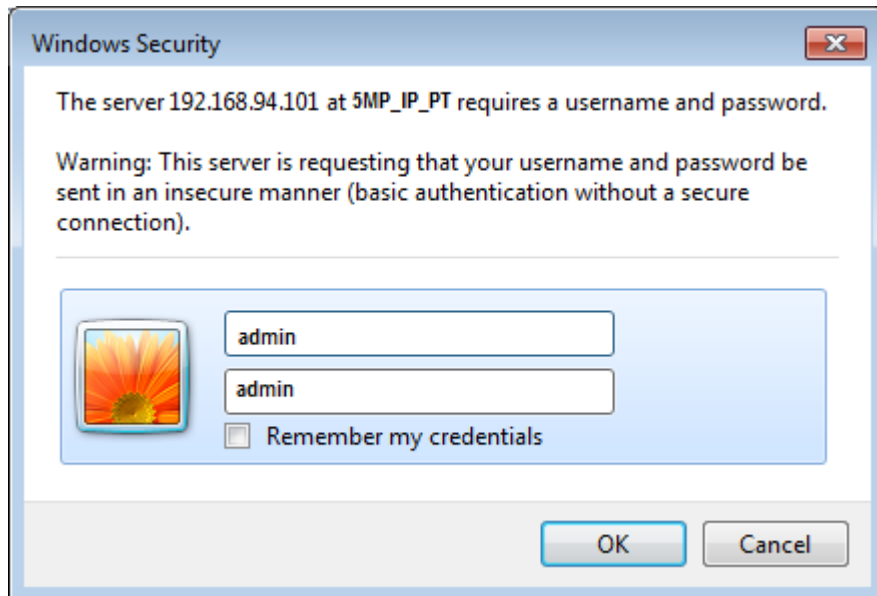 Windows Security
The server 192.168.94.101 at 5MP_IP_PT requires a username and password.
Warning: This server is requesting that your username and password be
sent in an insecure manner (basic authentication without a secure
connection).
admin
admin
Remember my credentials
OK Cancel